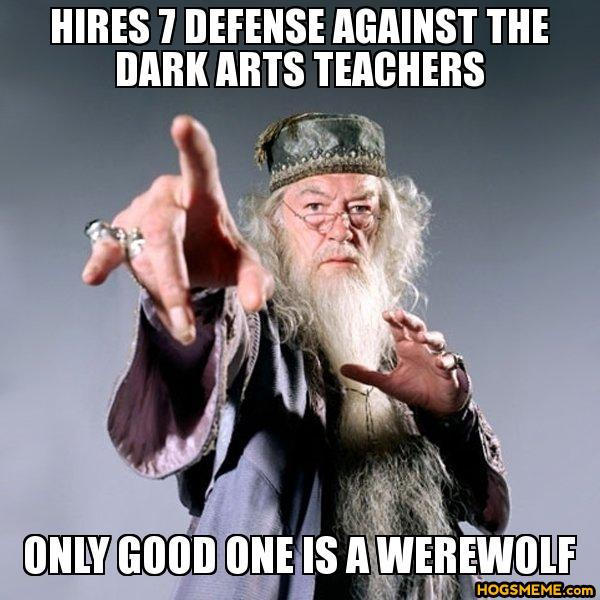 HIRES 7 DEFENSE AGAINST THE
DARK ARTS TEACHERS
ONLY GOOD ONE IS A WEREWOLF
HOGSMEME.com